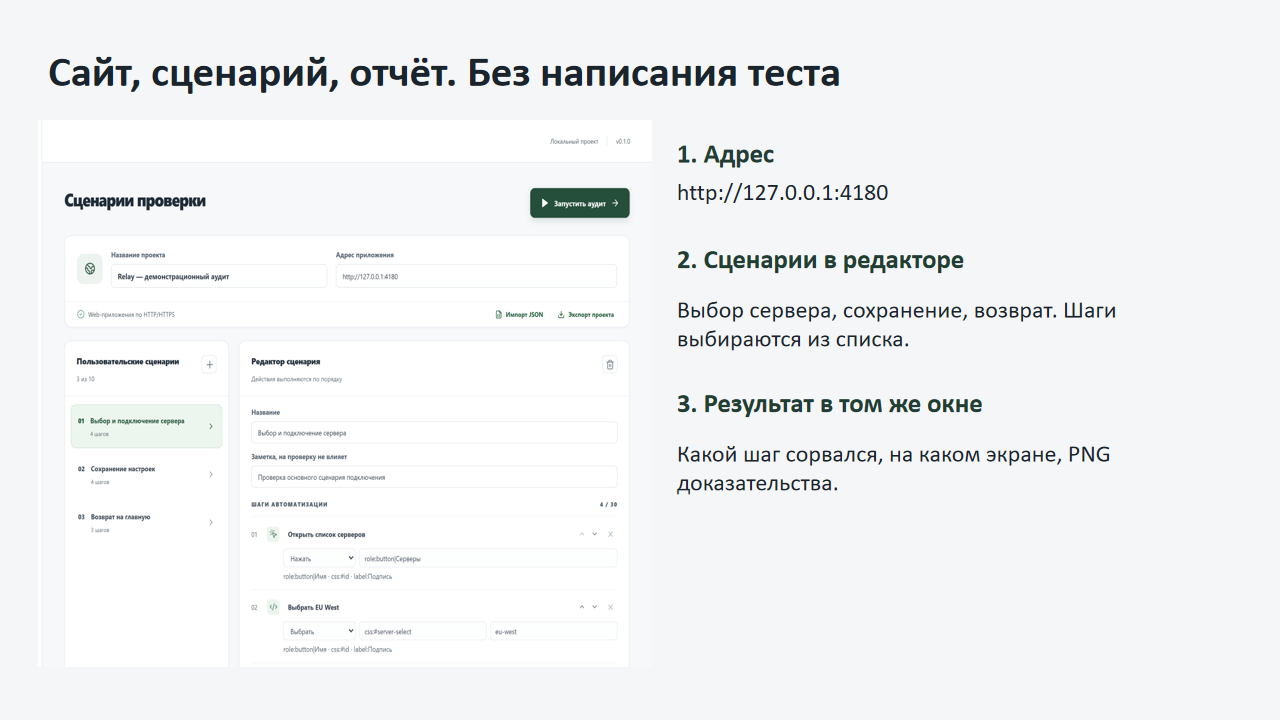 Сайт, сценарий, отчёт. Без написания теста
Локальный проект
v0.1.0
Сценарии проверки
Запустить аудит
Название проекта
Адрес приложения
Relay — демонстрационный аудит
http://127.0.0.1:4180
Web-приложения по HTTP/HTTPS
Импорт JSON
Экспорт проекта
Пользовательские сценарии
3 из 10
01 Выбор и подключение сервера
4 шагов
02 Сохранение настроек
4 шагов
03 Возврат на главную
3 шагов
Редактор сценария
Действия выполняются по порядку
Название
Выбор и подключение сервера
Заметка, на проверку не влияет
Проверка основного сценария подключения
ШАГИ АВТОМАТИЗАЦИИ
4 / 30
01 Открыть список серверов
Нажать
role:button|Серверы
role:button|Имя · css:#id · label:Подпись
02 Выбрать EU West
Выбрать
css:#server-select
eu-west
role:button|Имя · css:#id · label:Подпись
1. Адрес
http://127.0.0.1:4180
2. Сценарии в редакторе
Выбор сервера, сохранение, возврат. Шаги
выбираются из списка.
3. Результат в том же окне
Какой шаг сорвался, на каком экране, PNG
доказательства.